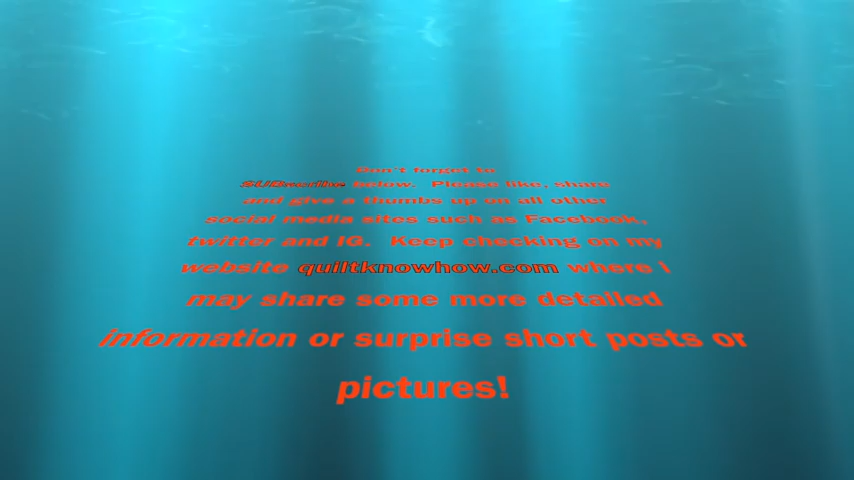 Don't forget to
SUBscribe below. Please like, share
and give a thumbs up on all other
social media sites such as Facebook,
twitter and IG. Keep checking on my
website quiltknowhow.com where i
may share some more detailed
information or surprise short posts or
pictures!